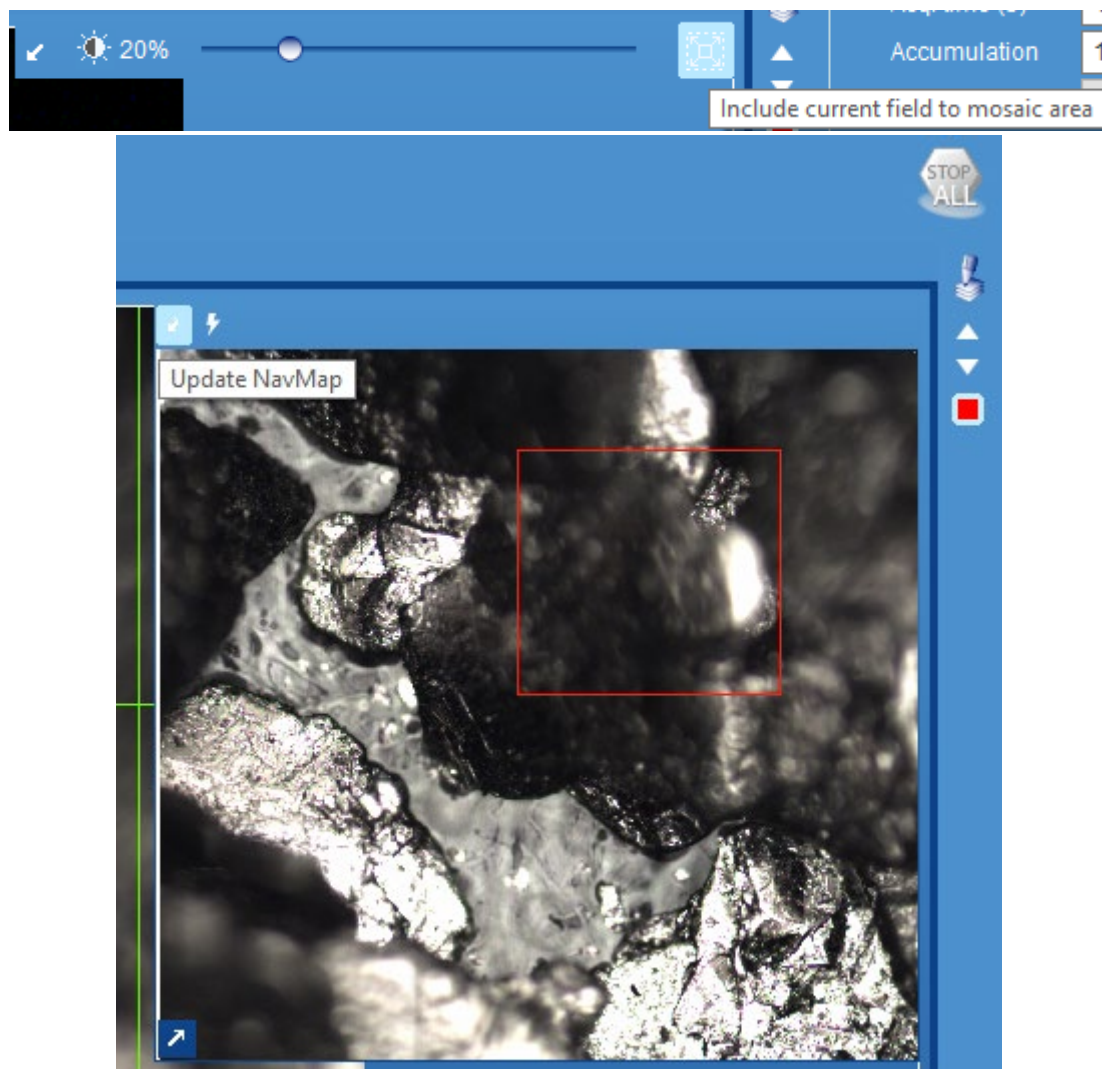 20%
Accumulation
Include current field to mosaic area
STOP
ALL
Update NavMap